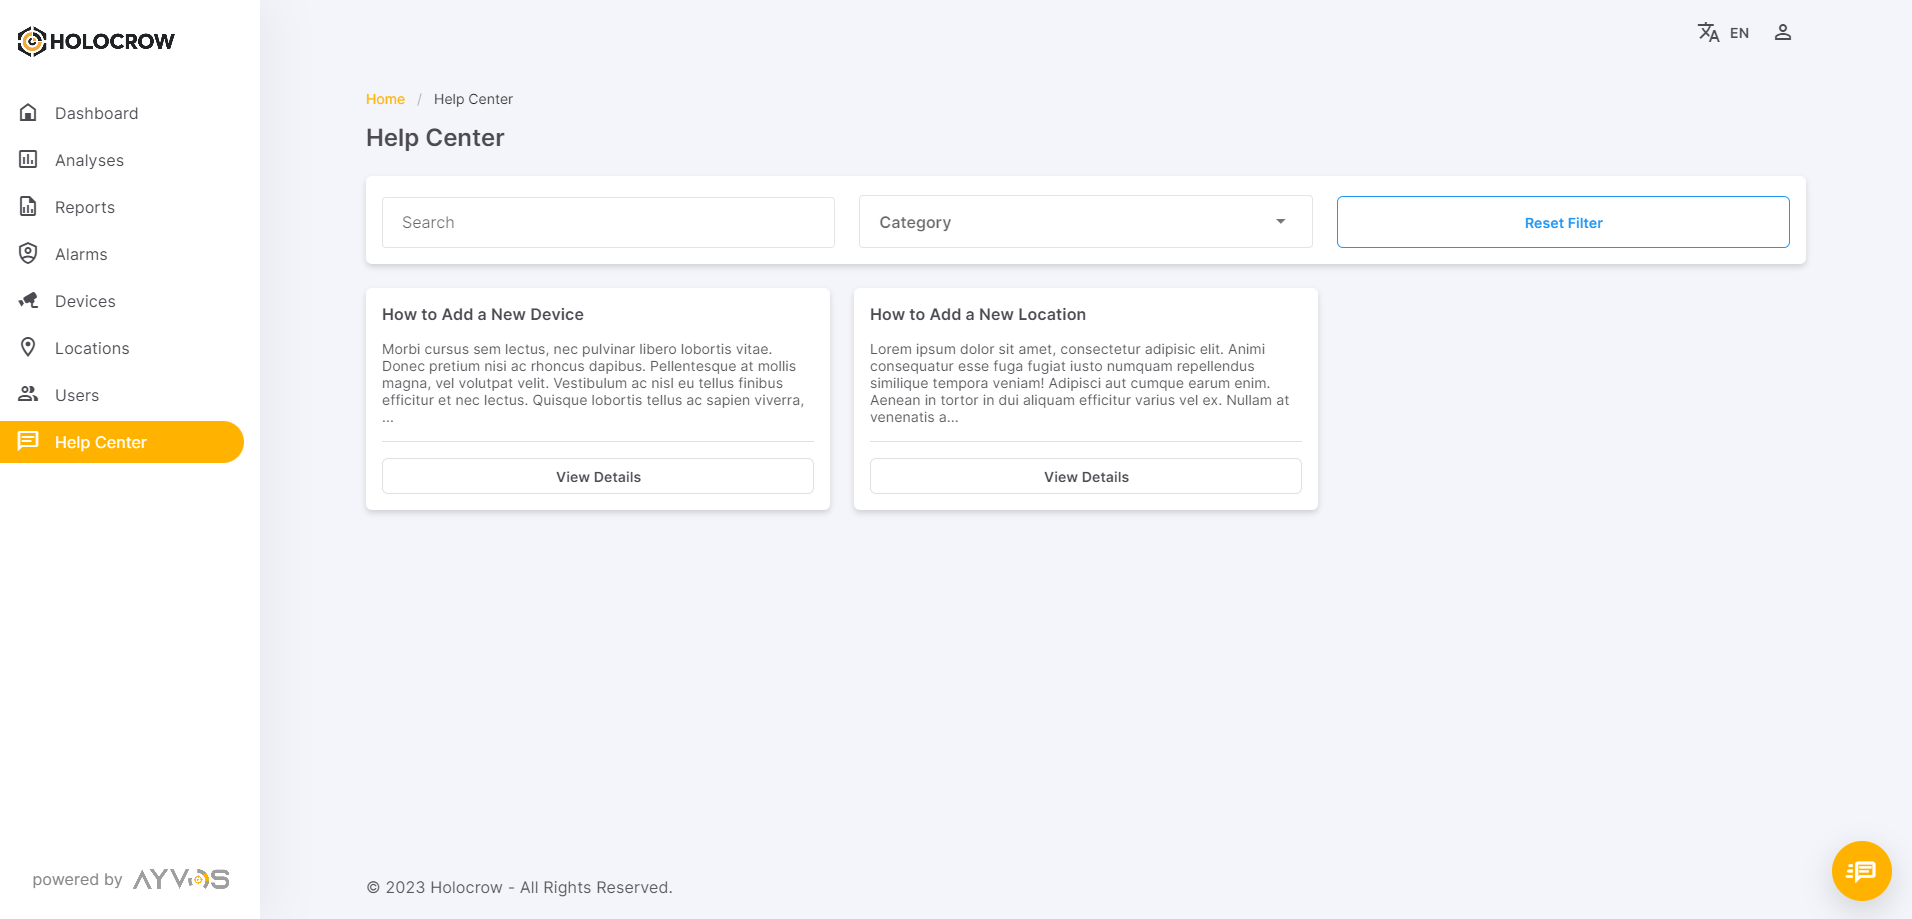 HOLOCROW
Dashboard
Analyses
Reports
Alarms
Devices
Locations
Users
Help Center
powered by AYVOS
EN
Home / Help Center
Help Center
Search
Category
Reset Filter
How to Add a New Device
Morbi cursus sem lectus, nec pulvinar libero lobortis vitae.
Donec pretium nisi ac rhoncus dapibus. Pellentesque at mollis
magna, vel volutpat velit. Vestibulum ac nisl eu tellus finibus
efficitur et nec lectus. Quisque lobortis tellus ac sapien viverra,
...
View Details
How to Add a New Location
Lorem ipsum dolor sit amet, consectetur adipisic elit. Animi
consequatur esse fuga fugiat iusto numquam repellendus
similique tempora veniam! Adipisci aut cumque earum enim.
Aenean in tortor in dui aliquam efficitur varius vel ex. Nullam at
venenatis a...
View Details
© 2023 Holocrow - All Rights Reserved.